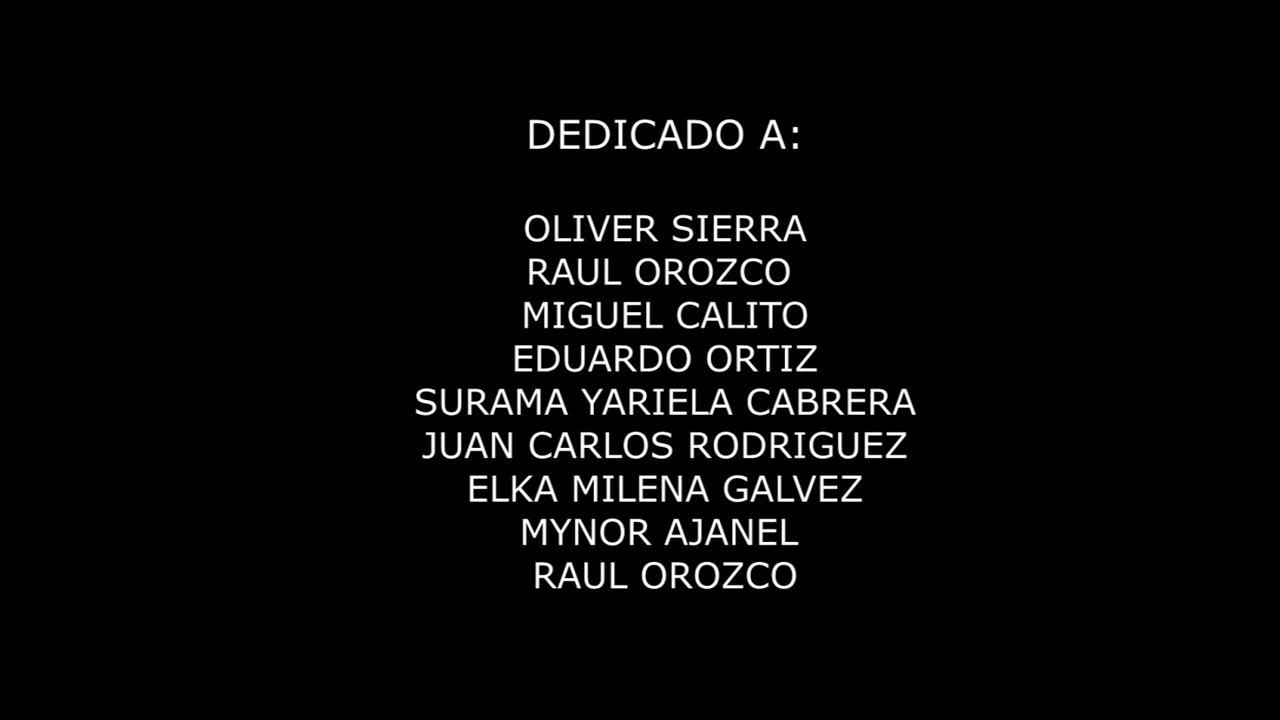 DEDICADO A:
OLIVER SIERRA
RAUL OROZCO
MIGUEL CALITO
EDUARDO ORTIZ
SURAMA YARIELA CABRERA
JUAN CARLOS RODRIGUEZ
ELKA MILENA GALVEZ
MYNOR AJANEL
RAUL OROZCO